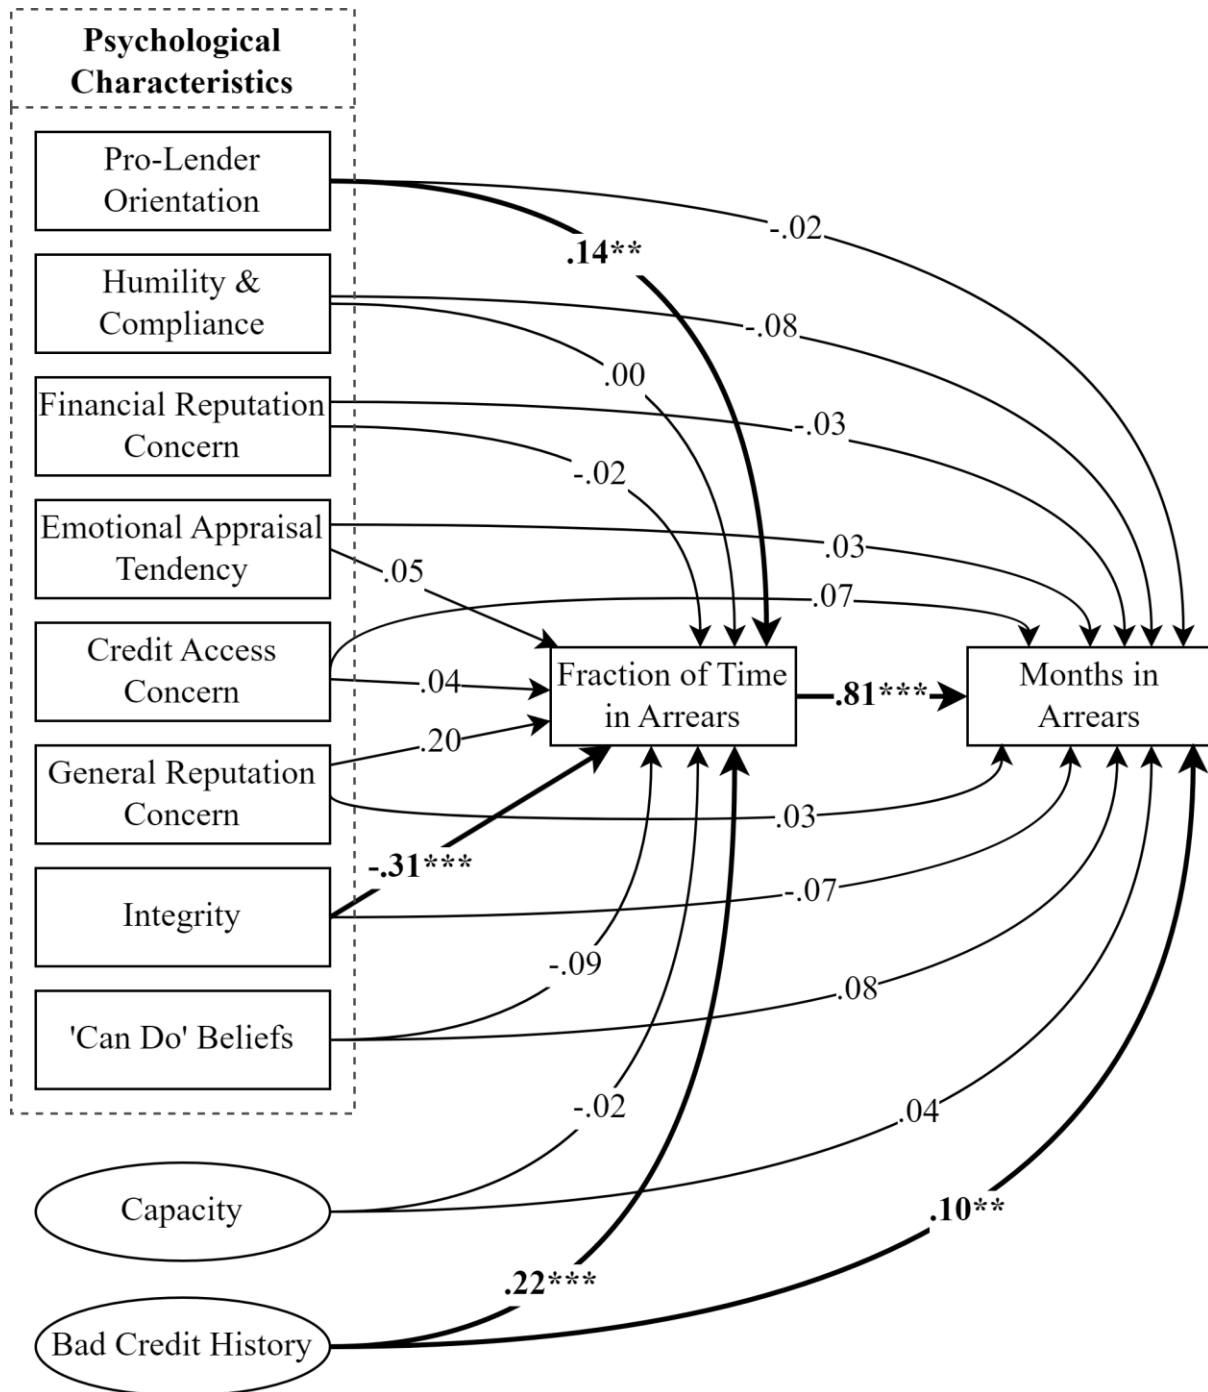 Psychological
Characteristics
Pro-Lender
Orientation
-.02
.14**
Humility &
Compliance
-.08
.00
Financial Reputation
Concern
-.03
-.02
Emotional Appraisal
Tendency
.03
.05
.07
Credit Access
Concern
.04
Fraction of Time
in Arrears
.81***
Months in
Arrears
General Reputation
Concern
.20
.03
-.31***
Integrity
-.07
-.09
.08
'Can Do' Beliefs
-.02
.04
Capacity
.10**
.22***
Bad Credit History